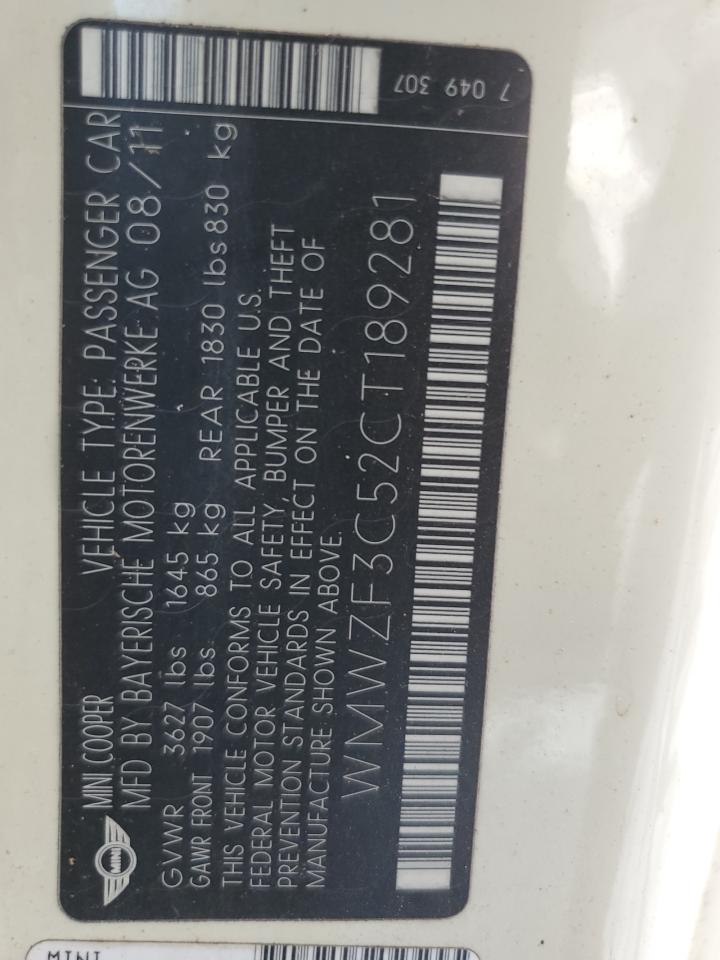 MINI
MINI COOPER VEHICLE TYPE: PASSENGER CAR
MFD BY BAYERISCHE MOTORENWERKE AG 08/11
GVWR 3627 lbs 1645 kg
GAWR FRONT 1907 lbs 865 kg REAR 1830 lbs 830 kg
THIS VEHICLE CONFORMS TO ALL APPLICABLE U.S.
FEDERAL MOTOR VEHICLE SAFETY, BUMPER AND THEFT
PREVENTION STANDARDS IN EFFECT ON THE DATE OF
MANUFACTURE SHOWN ABOVE.
WMWZF3C52CT189281
7 049 307
MINI